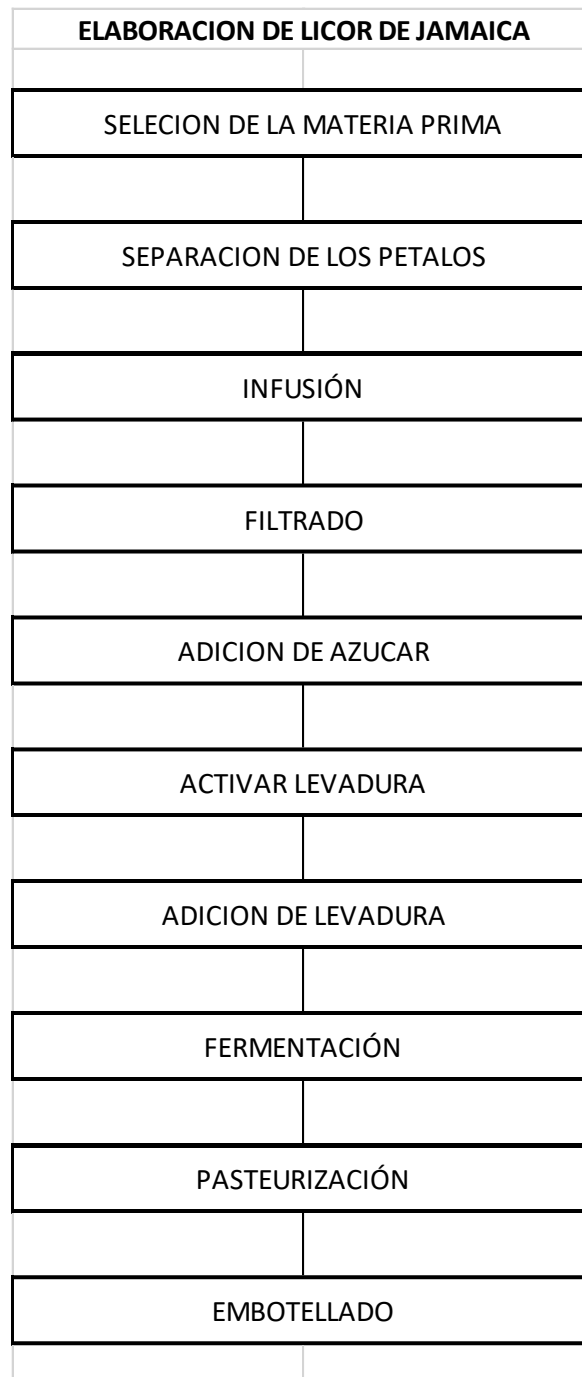 ELABORACION DE LICOR DE JAMAICA
SELECION DE LA MATERIA PRIMA
SEPARACION DE LOS PETALOS
INFUSIÓN
FILTRADO
ADICION DE AZUCAR
ACTIVAR LEVADURA
ADICION DE LEVADURA
FERMENTACIÓN
PASTEURIZACIÓN
EMBOTELLADO